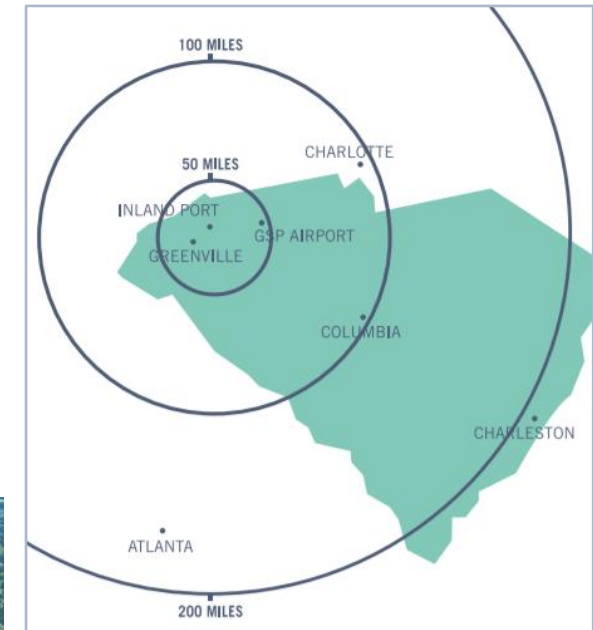 100 MILES
CHARLOTTE
50 MILES
INLAND PORT
GSP AIRPORT
GREENVILLE
COLUMBIA
CHARLESTON
ATLANTA
200 MILES